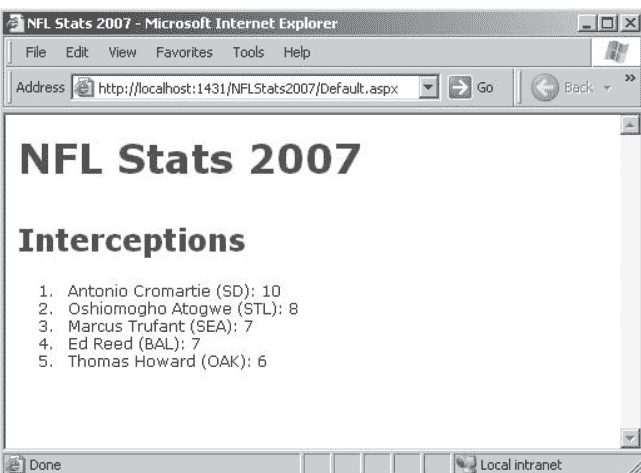 NFL Stats 2007 - Microsoft Internet Explorer
File Edit View Favorites Tools Help
Address http://localhost:1431/NFLStats2007/Default.aspx Go Back »
NFL Stats 2007
Interceptions
1. Antonio Cromartie (SD): 10
2. Oshiomogho Atogwe (STL): 8
3. Marcus Trufant (SEA): 7
4. Ed Reed (BAL): 7
5. Thomas Howard (OAK): 6
Done Local intranet